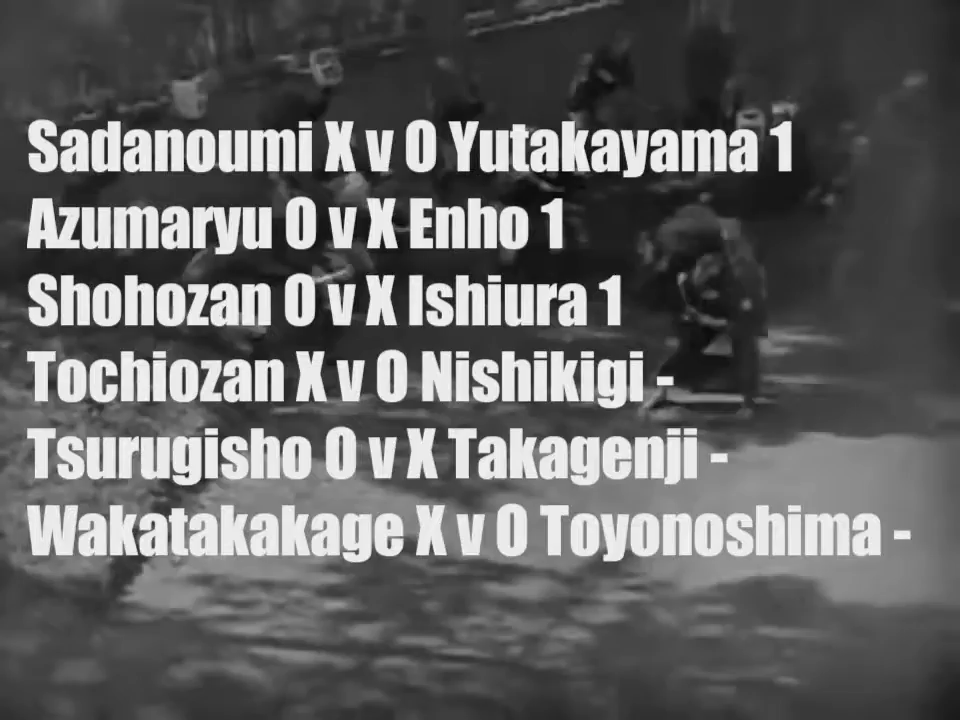 Sadanoumi X v O Yutakayama 1
Azumaryu O v X Enho 1
Shohozan O v X Ishiura 1
Tochiozan X v O Nishikigi -
Tsurugisho O v X Takagenji -
Wakatakakage X v O Toyonoshima -